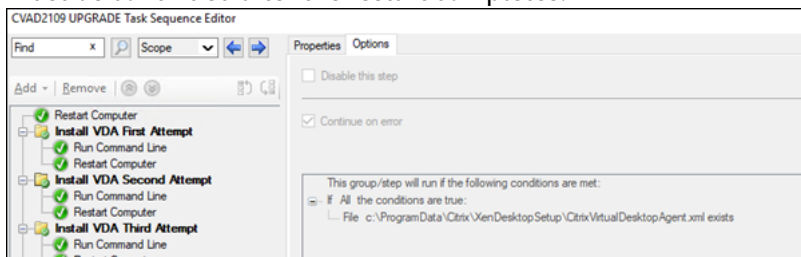 CVAD2109 UPGRADE Task Sequence Editor
Find x Scope
Properties Options
Add Remove
Disable this step
Continue on error
Restart Computer
Install VDA First Attempt
Run Command Line
Restart Computer
Install VDA Second Attempt
Run Command Line
Restart Computer
Install VDA Third Attempt
Run Command Line
This group/step will run if the following conditions are met:
If All the conditions are true:
File c:\ProgramData\Citrix\XenDesktopSetup\CitrixVirtualDesktopAgent.xml exists